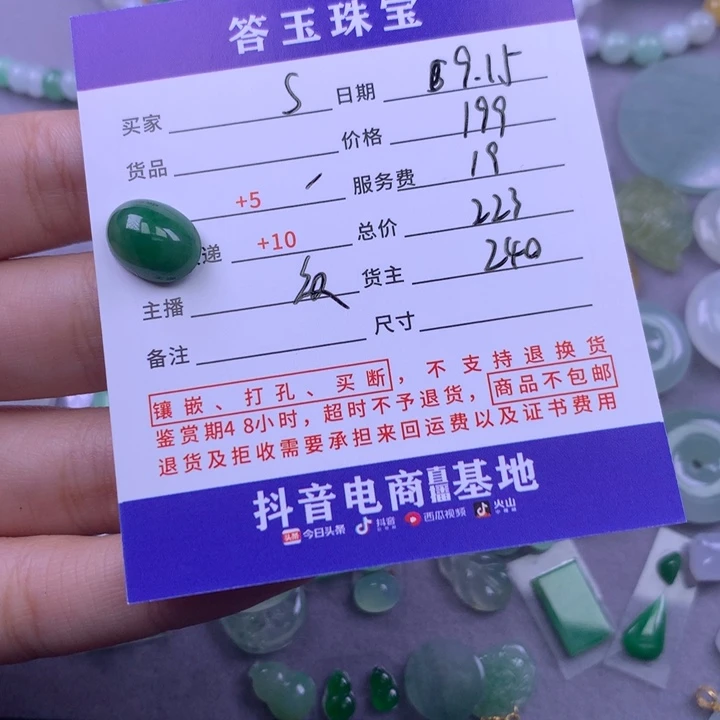 答玉珠宝
买家 S 日期 9.15
货品 价格 199
+5 服务费 19
递 +10 总价 223
主播 货主 240
备注 尺寸
镶嵌、打孔、买断，不支持退换货
鉴赏期48小时，超时不予退货，商品不包邮
退货及拒收需要承担来回运费以及证书费用
抖音电商直播基地
头条 今日头条 抖音 西瓜视频 火山